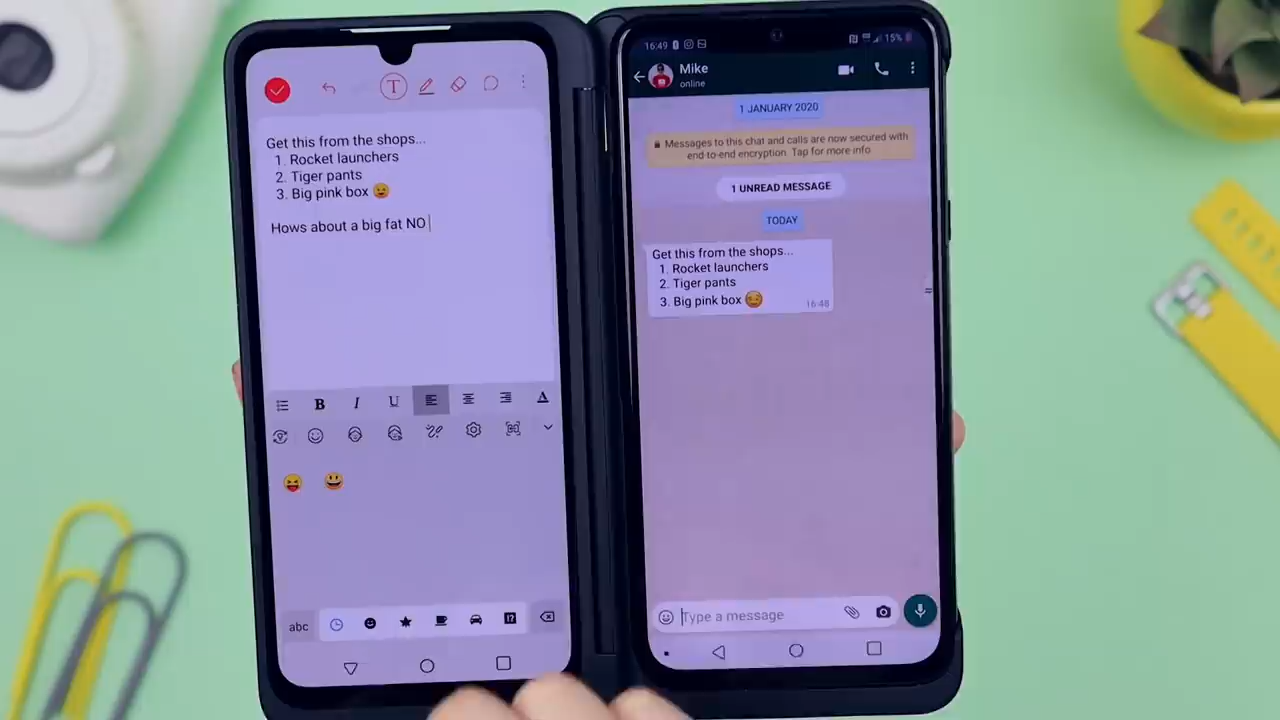 Get this from the shops...
1. Rocket launchers
2. Tiger pants
3. Big pink box 😉
Hows about a big fat NO
B I U A
abc
16:49
15%
Mike
online
1 JANUARY 2020
Messages to this chat and calls are now secured with
end-to-end encryption. Tap for more info
1 UNREAD MESSAGE
TODAY
Get this from the shops...
1. Rocket launchers
2. Tiger pants
3. Big pink box 😉
16:48
Type a message